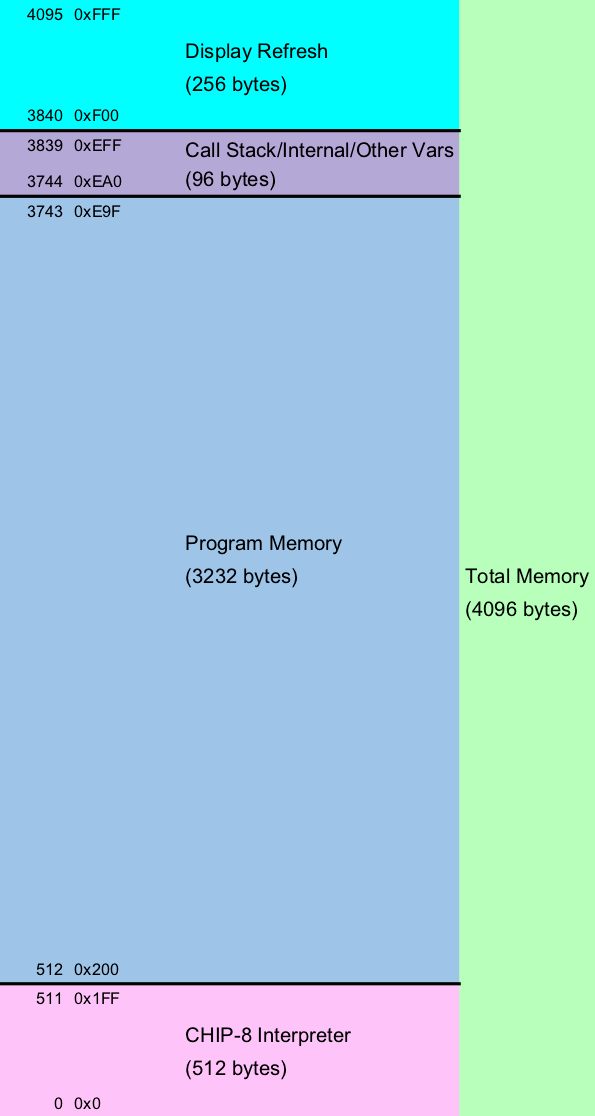 4095 0xFFF
Display Refresh
(256 bytes)
3840 0xF00
3839 0xEFF
Call Stack/Internal/Other Vars
3744 0xEA0
(96 bytes)
3743 0xE9F
Program Memory
(3232 bytes)
Total Memory
(4096 bytes)
512 0x200
511 0x1FF
CHIP-8 Interpreter
(512 bytes)
0 0x0